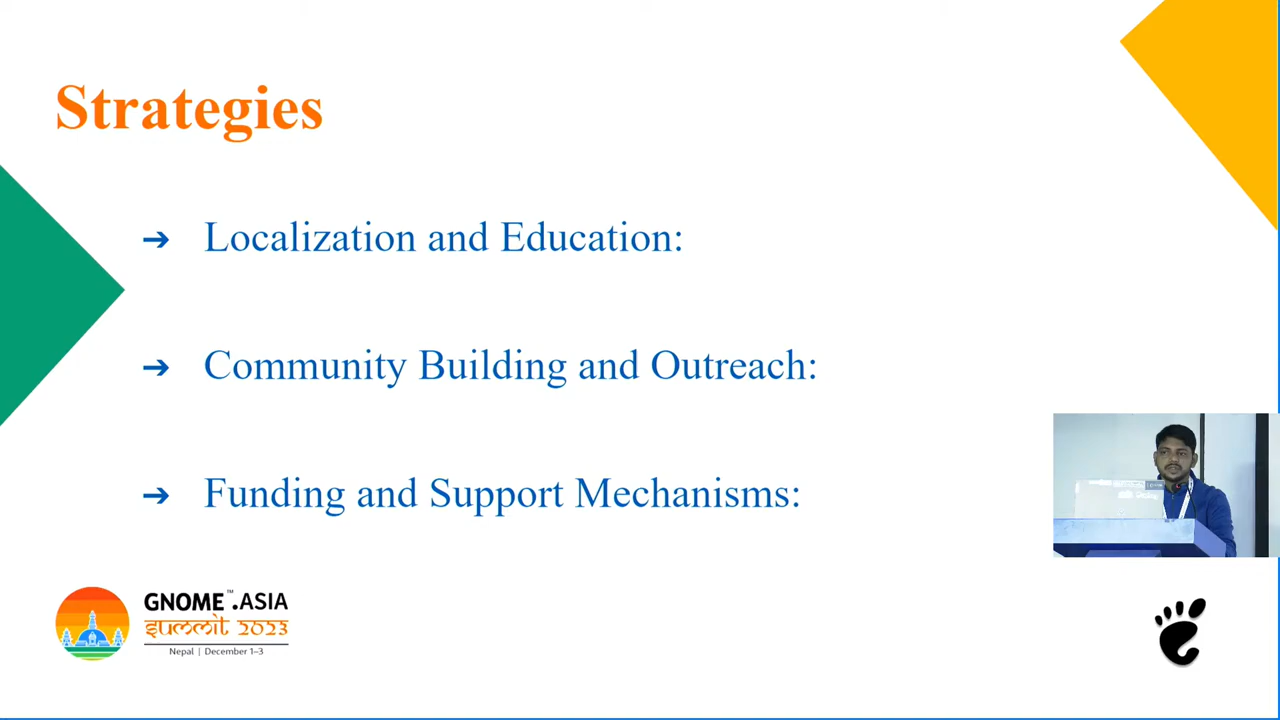 Strategies
➔ Localization and Education:
➔ Community Building and Outreach:
➔ Funding and Support Mechanisms:
GNOME™.ASIA
summit 2023
Nepal | December 1–3